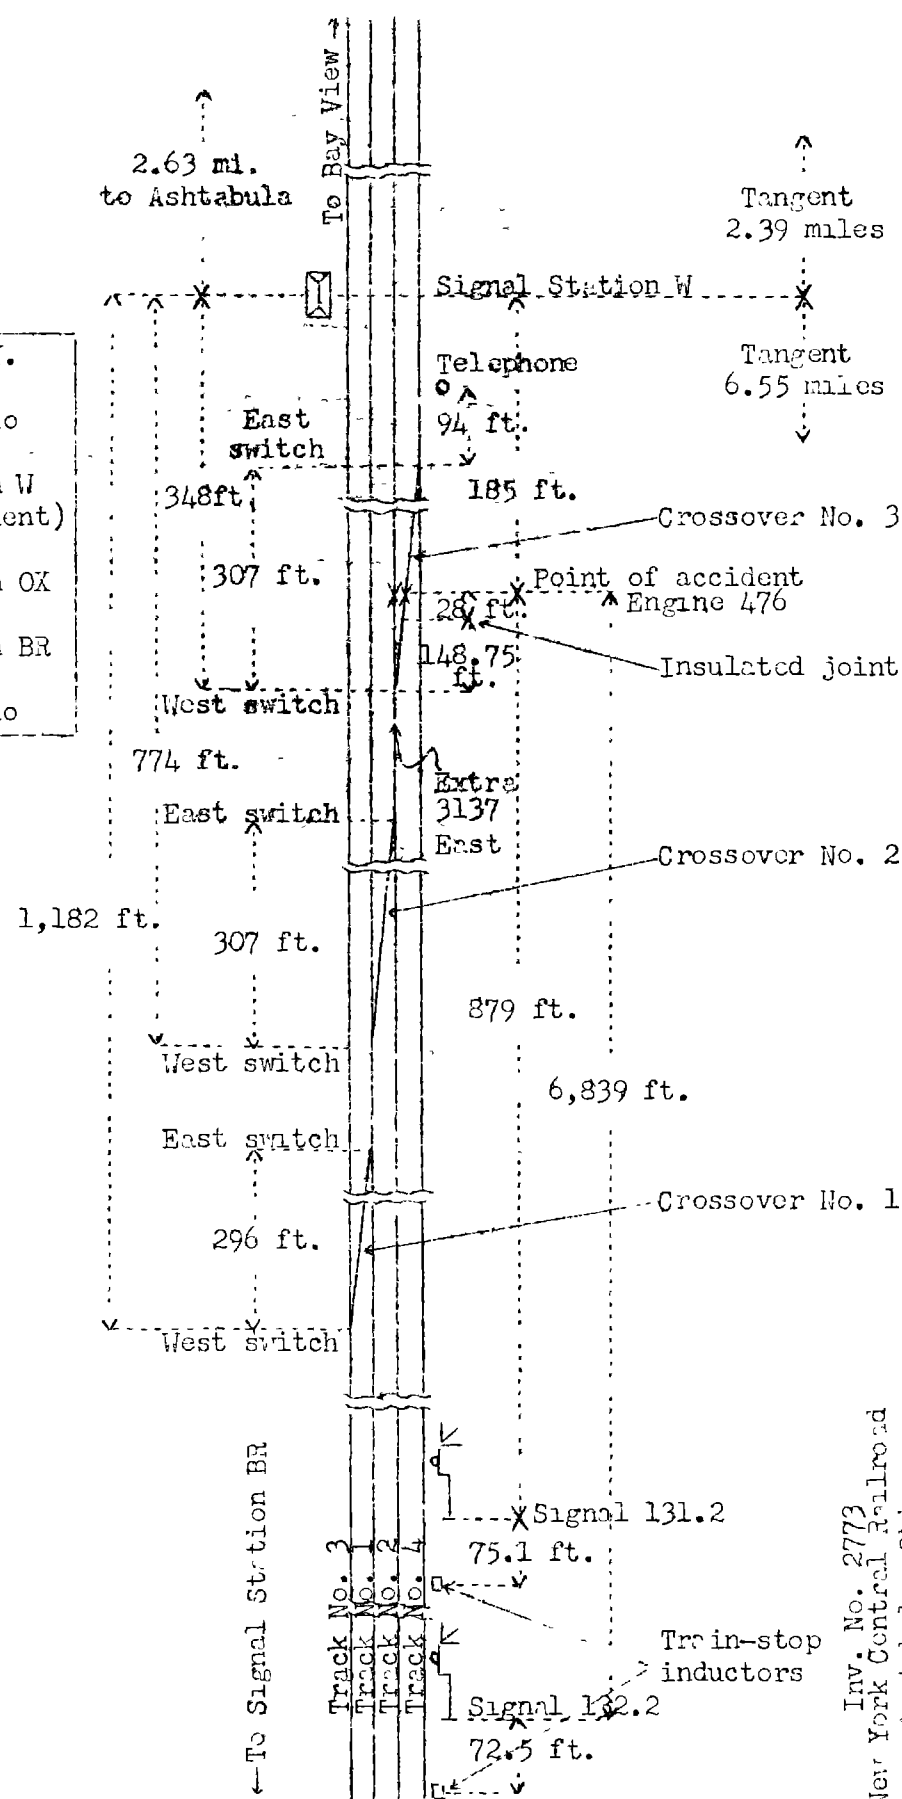 To Bay View
2.63 mi.
to Ashtabula
Tangent
2.39 miles
Signal Station W
Telephone
94 ft.
Tangent
6.55 miles
East
switch
W
ent)
OX
BR
348ft.
185 ft.
Crossover No. 3
307 ft.
Point of accident
Engine 476
28 ft.
148.75
ft.
Insulated joint
West switch
774 ft.
Extra
3137
East
East switch
Crossover No. 2
1,182 ft.
307 ft.
879 ft.
West switch
6,839 ft.
East switch
Crossover No. 1
296 ft.
West switch
To Signal Station BR
Signal 131.2
75.1 ft.
Track No. 3
Track No. 1
Track No. 2
Track No. 4
Train-stop
inductors
Signal 132.2
72.5 ft.
Inv. No. 2773
New York Central Railroad